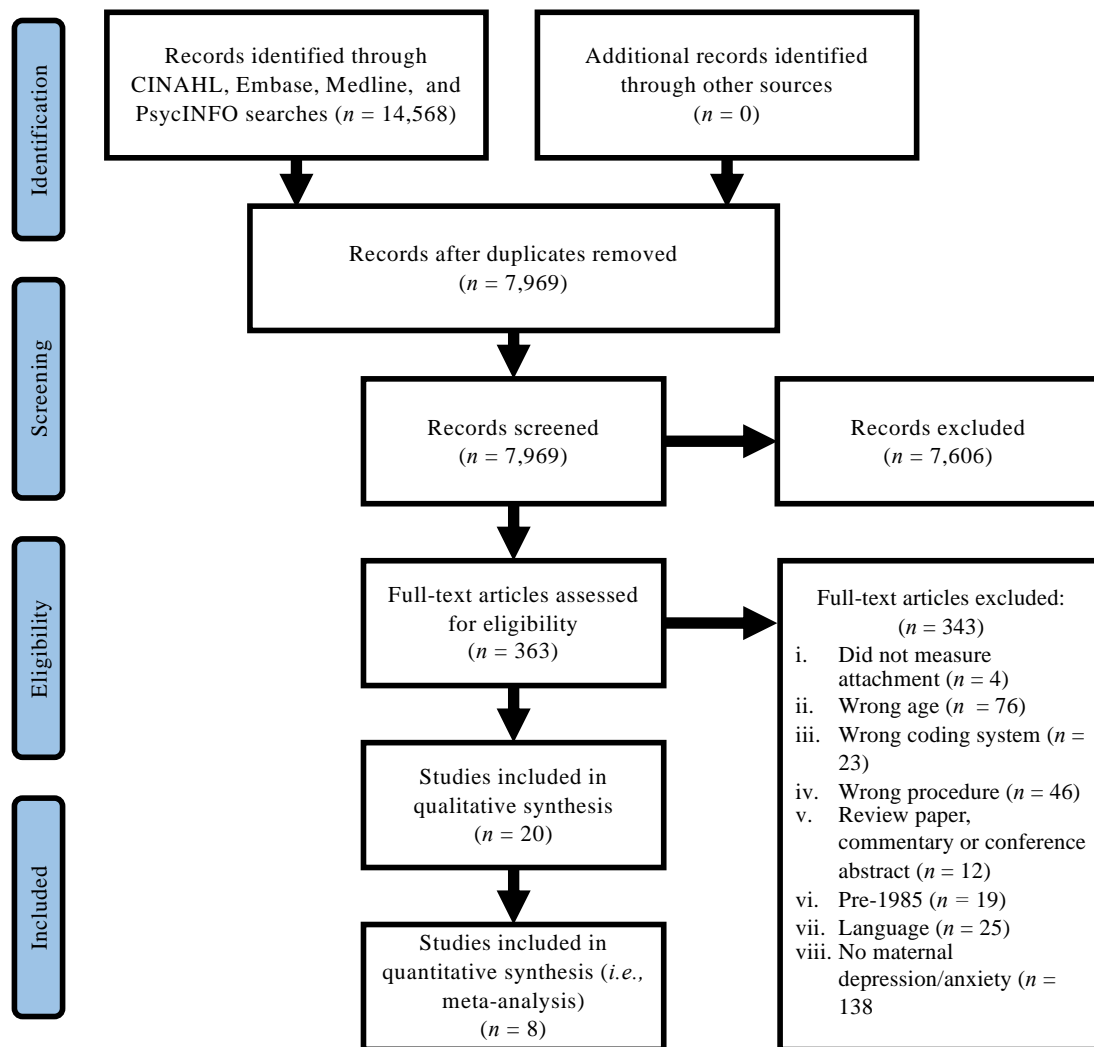 Identification
Records identified through
CINAHL, Embase, Medline, and
PsycINFO searches (n = 14,568)
Additional records identified
through other sources
(n = 0)
Records after duplicates removed
(n = 7,969)
Screening
Records screened
(n = 7,969)
Records excluded
(n = 7,606)
Eligibility
Full-text articles assessed
for eligibility
(n = 363)
Full-text articles excluded:
(n = 343)
i. Did not measure
attachment (n = 4)
ii. Wrong age (n = 76)
iii. Wrong coding system (n =
23)
iv. Wrong procedure (n = 46)
v. Review paper,
commentary or conference
abstract (n = 12)
vi. Pre-1985 (n = 19)
vii. Language (n = 25)
viii. No maternal
depression/anxiety (n =
138
Studies included in
qualitative synthesis
(n = 20)
Included
Studies included in
quantitative synthesis (i.e.,
meta-analysis)
(n = 8)